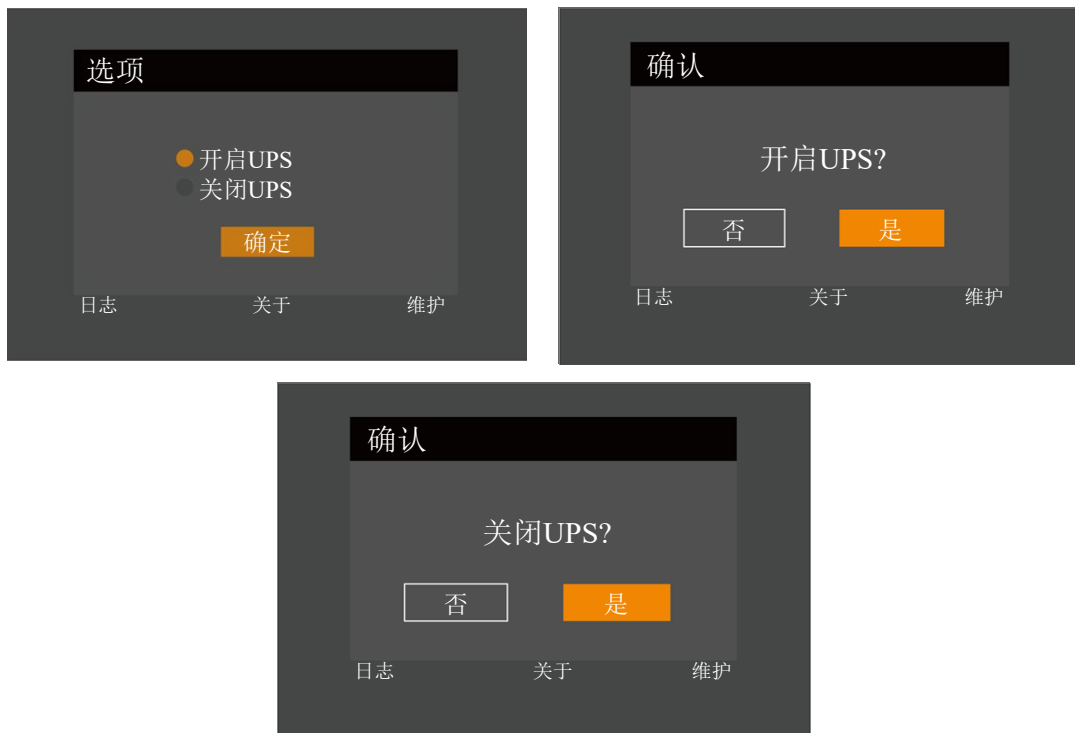 选项
开启UPS
关闭UPS
确定
日志 关于 维护
确认
开启UPS?
否 是
日志 关于 维护
确认
关闭UPS?
否 是
日志 关于 维护